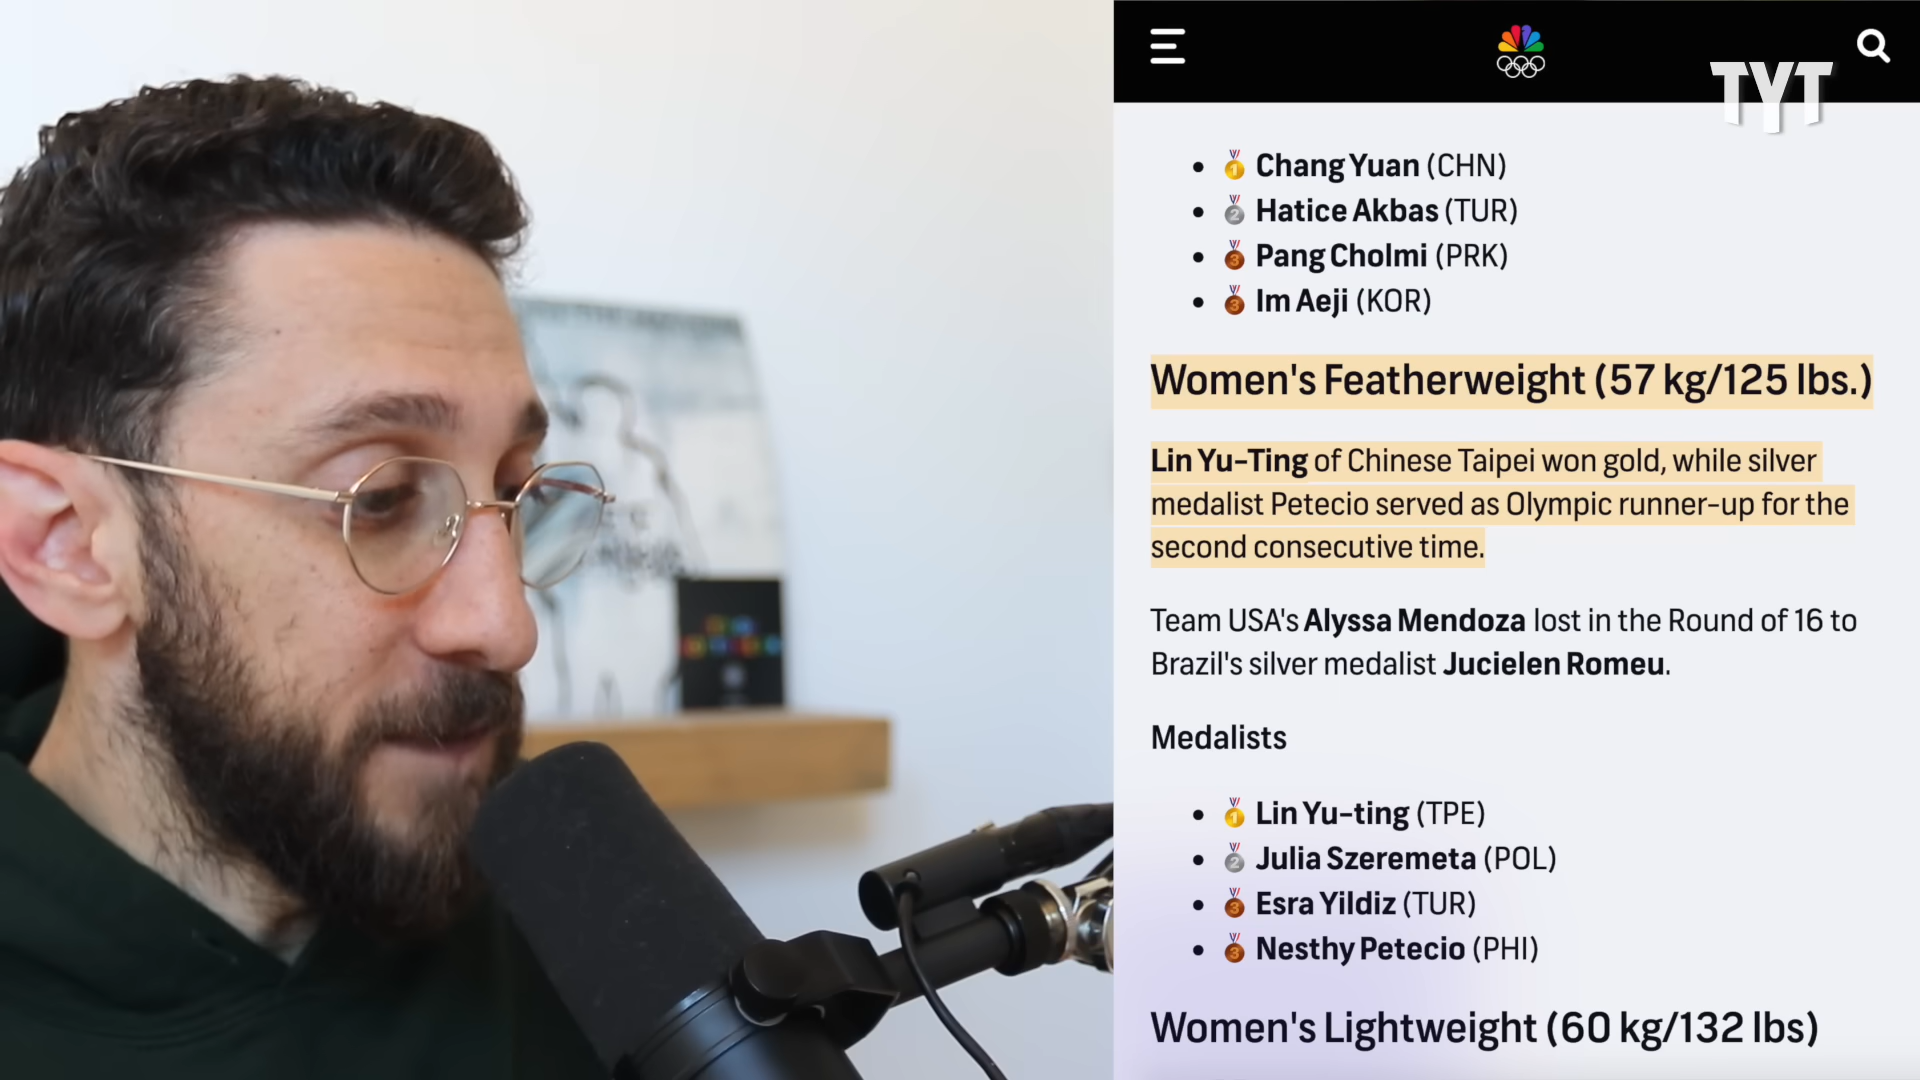 TYT
Chang Yuan (CHN)
Hatice Akbas (TUR)
Pang Cholmi (PRK)
Im Aeji (KOR)
Women's Featherweight (57 kg/125 lbs.)
Lin Yu-Ting of Chinese Taipei won gold, while silver
medalist Petecio served as Olympic runner-up for the
second consecutive time.
Team USA's Alyssa Mendoza lost in the Round of 16 to
Brazil's silver medalist Jucielen Romeu.
Medalists
Lin Yu-ting (TPE)
Julia Szeremeta (POL)
Esra Yildiz (TUR)
Nesthy Petecio (PHI)
Women's Lightweight (60 kg/132 lbs)